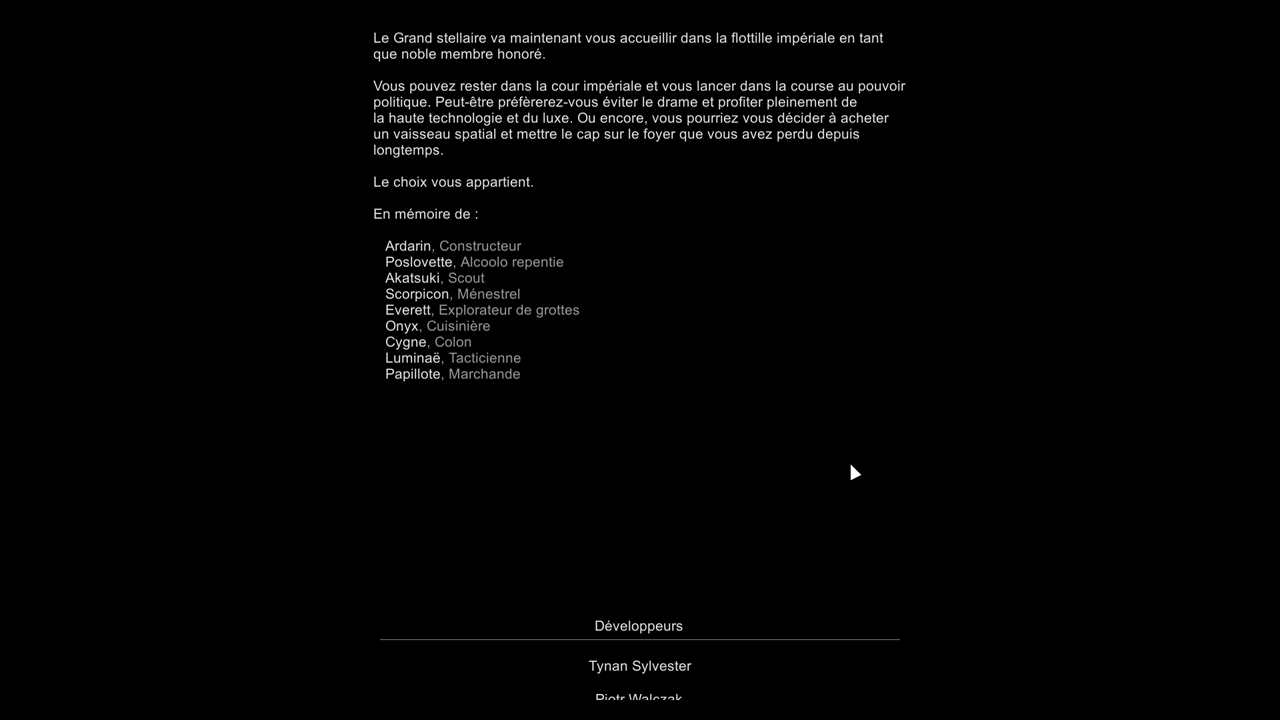 Le Grand stellaire va maintenant vous accueillir dans la flottille impériale en tant
que noble membre honoré.
Vous pouvez rester dans la cour impériale et vous lancer dans la course au pouvoir
politique. Peut-être préfèrerez-vous éviter le drame et profiter pleinement de
la haute technologie et du luxe. Ou encore, vous pourriez vous décider à acheter
un vaisseau spatial et mettre le cap sur le foyer que vous avez perdu depuis
longtemps.
Le choix vous appartient.
En mémoire de :
Ardarin, Constructeur
Poslovette, Alcoolo repentie
Akatsuki, Scout
Scorpicon, Ménestrel
Everett, Explorateur de grottes
Onyx, Cuisinière
Cygne, Colon
Luminaë, Tacticienne
Papillote, Marchande
Développeurs
Tynan Sylvester
Piotr Walczak